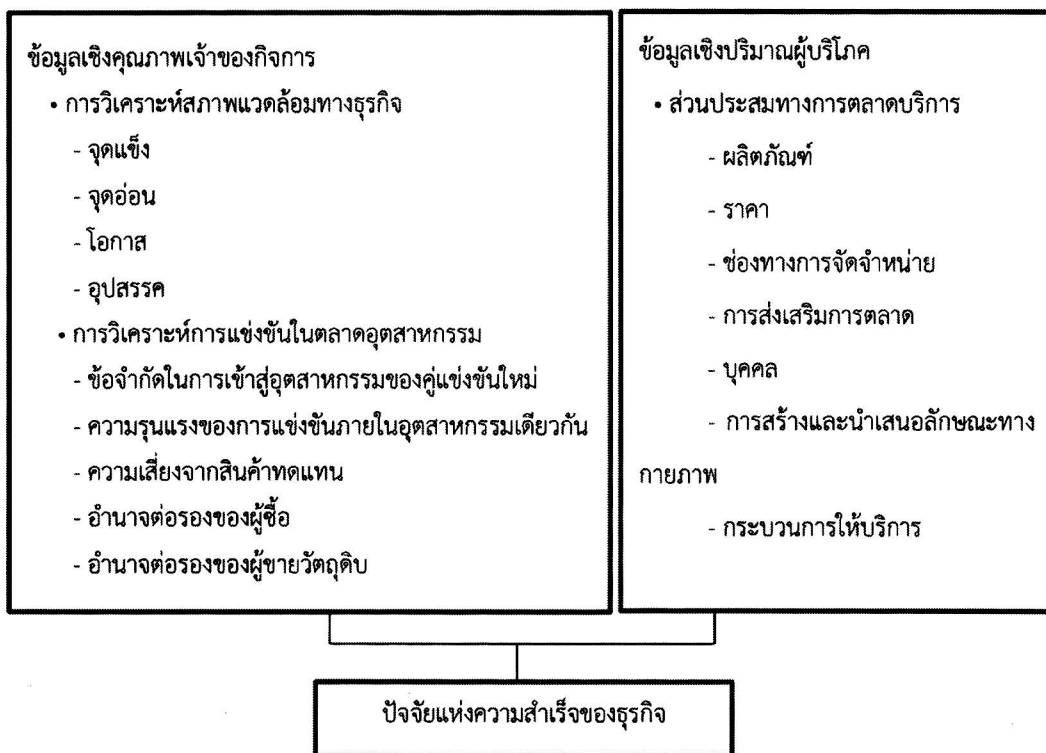 ข้อมูลเชิงคุณภาพเจ้าของกิจการ
• การวิเคราะห์สภาพแวดล้อมทางธุรกิจ
- จุดแข็ง
- จุดอ่อน
- โอกาส
- อุปสรรค
• การวิเคราะห์การแข่งขันในตลาดอุตสาหกรรม
- ข้อจำกัดในการเข้าสู่อุตสาหกรรมของคู่แข่งขันใหม่
- ความรุนแรงของการแข่งขันภายในอุตสาหกรรมเดียวกัน
- ความเสี่ยงจากสินค้าทดแทน
- อำนาจต่อรองของผู้ซื้อ
- อำนาจต่อรองของผู้ขายวัตถุดิบ
ข้อมูลเชิงปริมาณผู้บริโภค
• ส่วนประสมทางการตลาดบริการ
- ผลิตภัณฑ์
- ราคา
- ช่องทางการจัดจำหน่าย
- การส่งเสริมการตลาด
- บุคคล
- การสร้างและนำเสนอลักษณะทาง
กายภาพ
- กระบวนการให้บริการ
ปัจจัยแห่งความสำเร็จของธุรกิจ